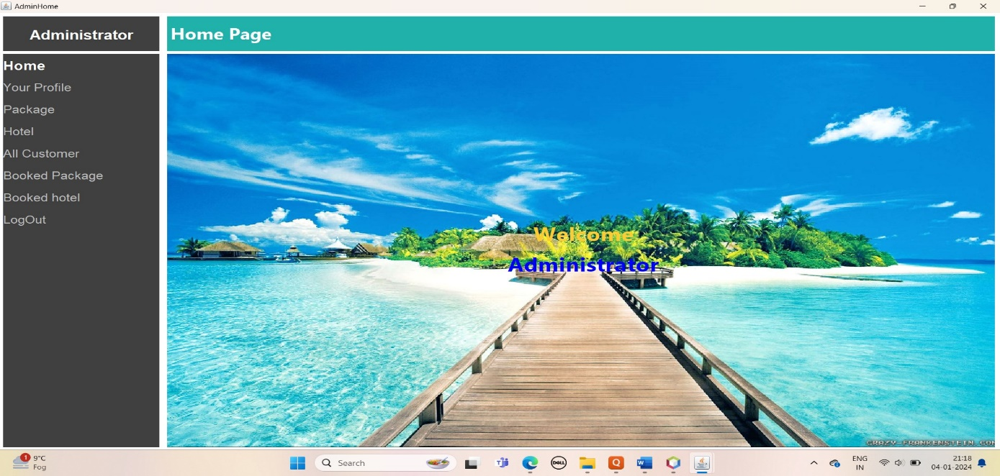 AdminHome
Administrator
Home Page
Home
Your Profile
Package
Hotel
All Customer
Booked Package
Booked hotel
LogOut
Welcome
Administrator
CRAZY-FRANKENSTEIN.COM
1
9°C
Fog
Search
DELL
Q
W
ENG
IN
21:18
04-01-2024